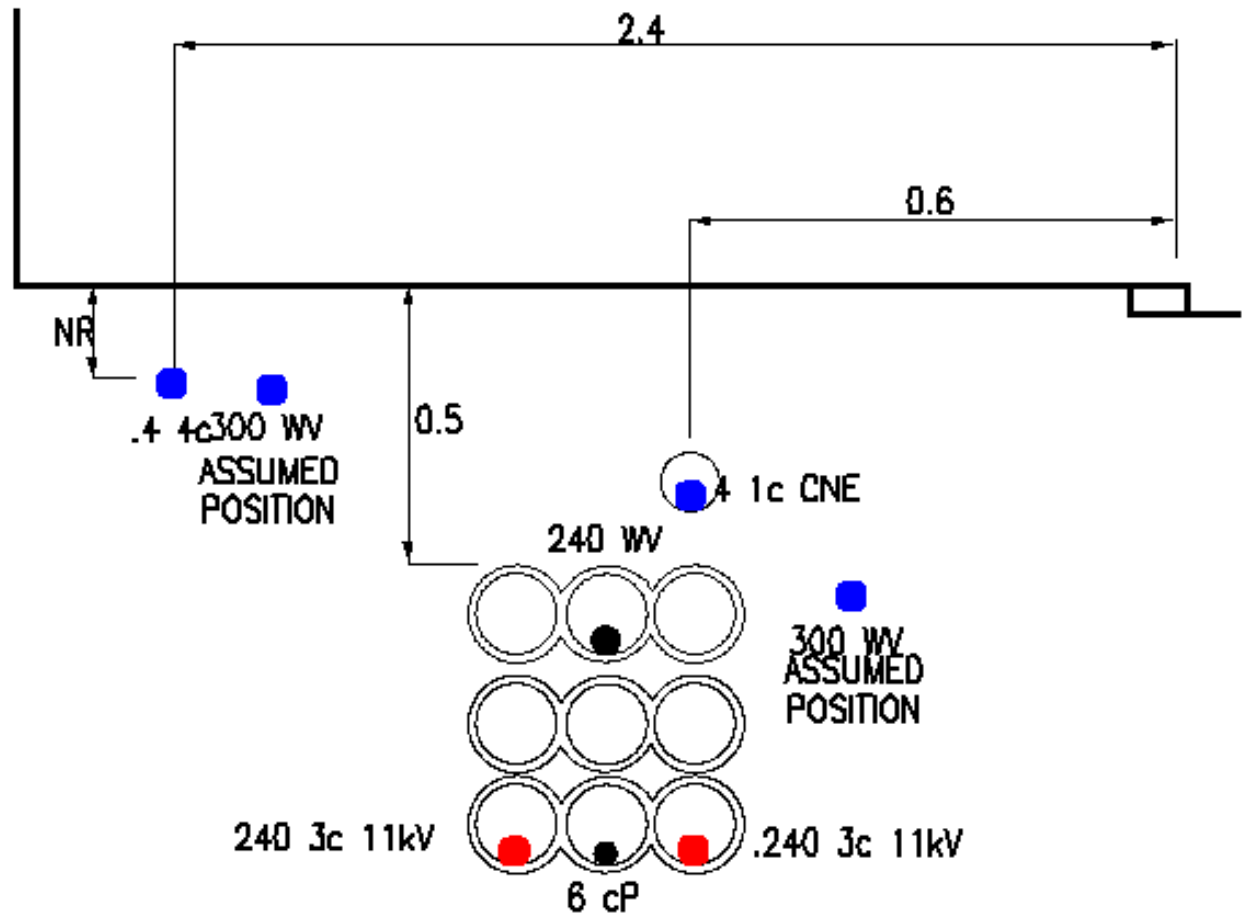 2.4
0.6
NR
0.5
.4 4c300 WV
ASSUMED
POSITION
4 1c CNE
240 WV
300 WV
ASSUMED
POSITION
240 3c 11kV
.240 3c 11kV
6 cP